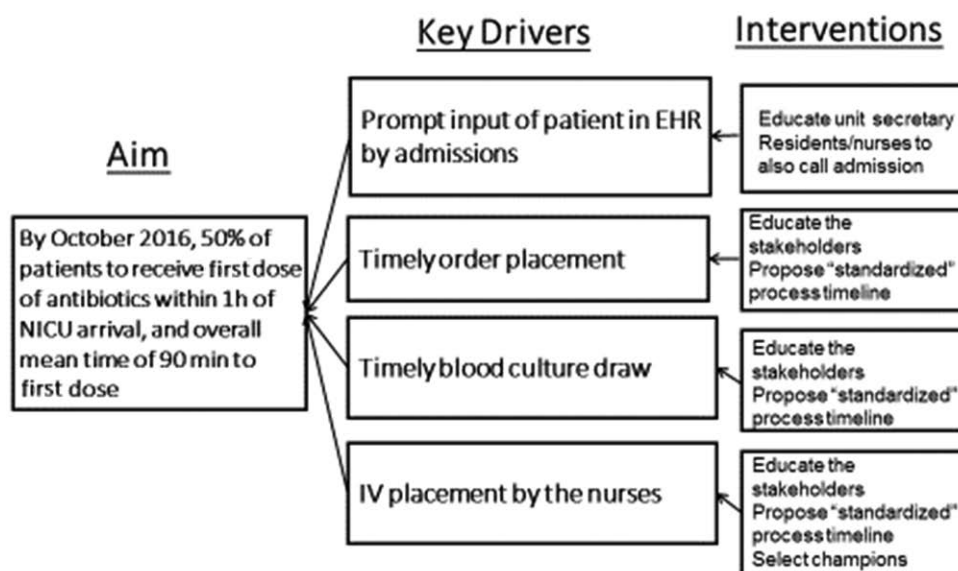 Key Drivers
Interventions
Aim
By October 2016, 50% of
patients to receive first dose
of antibiotics within 1h of
NICU arrival, and overall
mean time of 90 min to
first dose
Prompt input of patient in EHR
by admissions
Educate unit secretary
Residents/nurses to
also call admission
Timely order placement
Educate the
stakeholders
Propose "standardized"
process timeline
Timely blood culture draw
Educate the
stakeholders
Propose "standardized"
process timeline
IV placement by the nurses
Educate the
stakeholders
Propose "standardized"
process timeline
Select champions